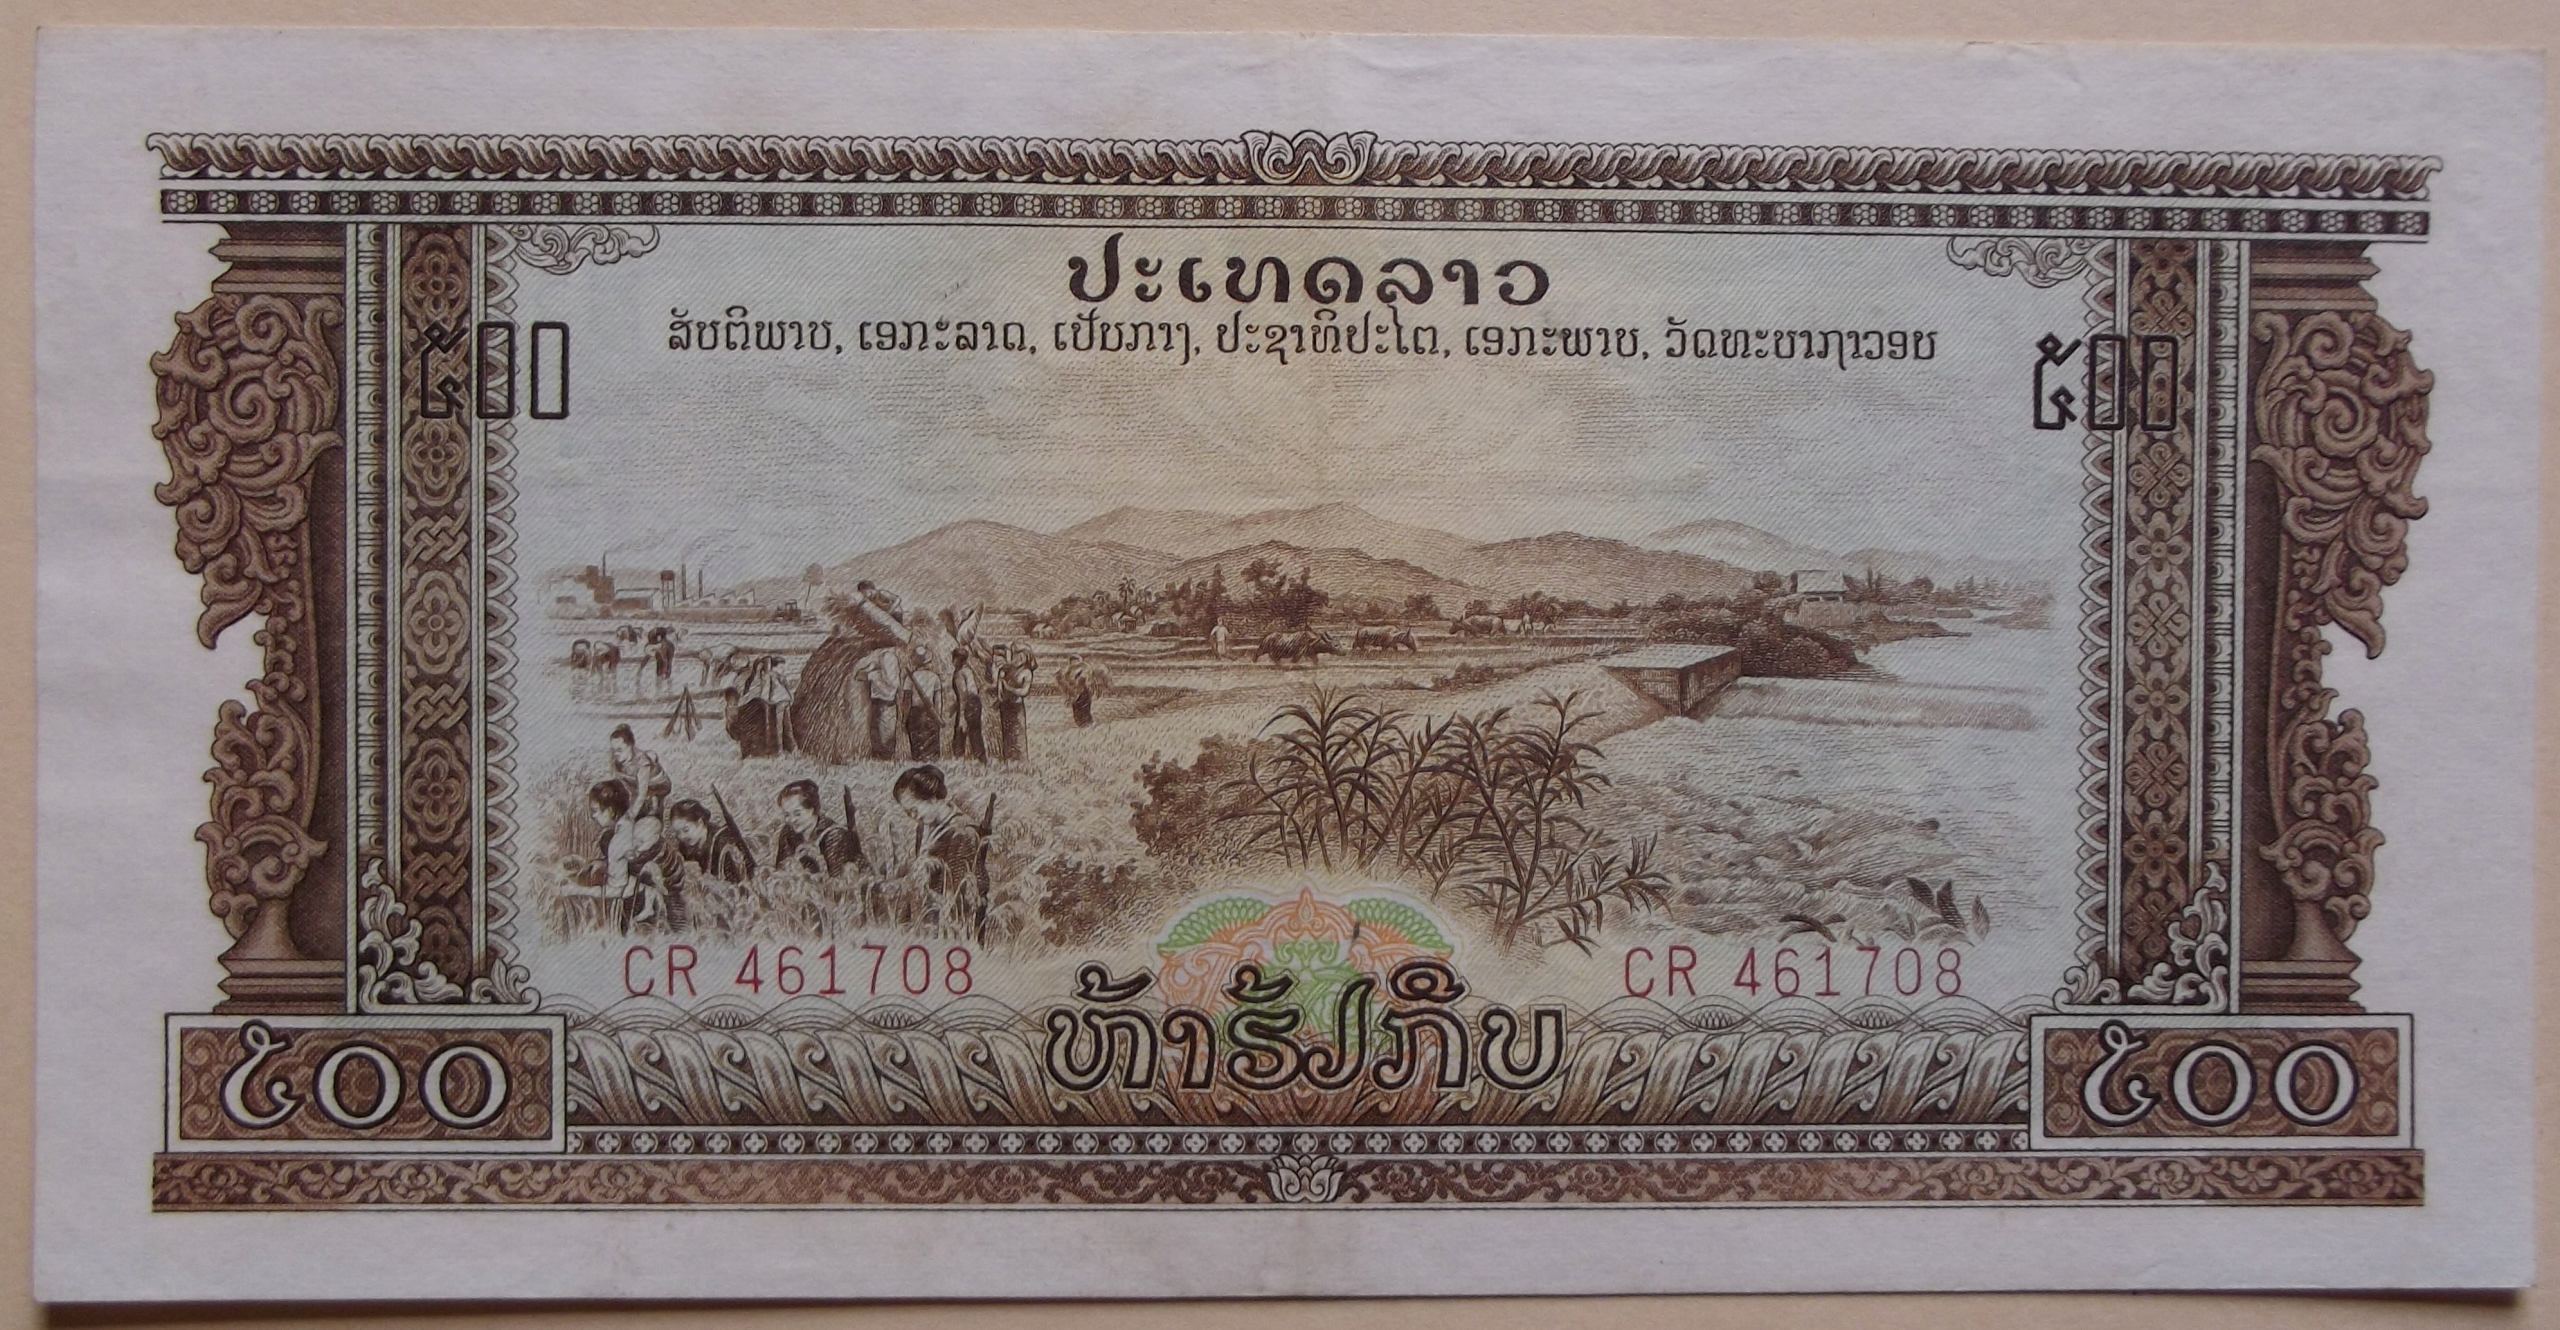 ປະເທດລາວ
ສັນຕິພາບ, ເອກະລາດ, ເປັນກາງ, ປະຊາທິປະໄຕ, ເອກະພາບ, ວັດທະນາຖາວອນ
໕໐໐ ໕໐໐
CR 461708 CR 461708
ຫ້າຮ້ອຍກີບ
໕໐໐ ໕໐໐